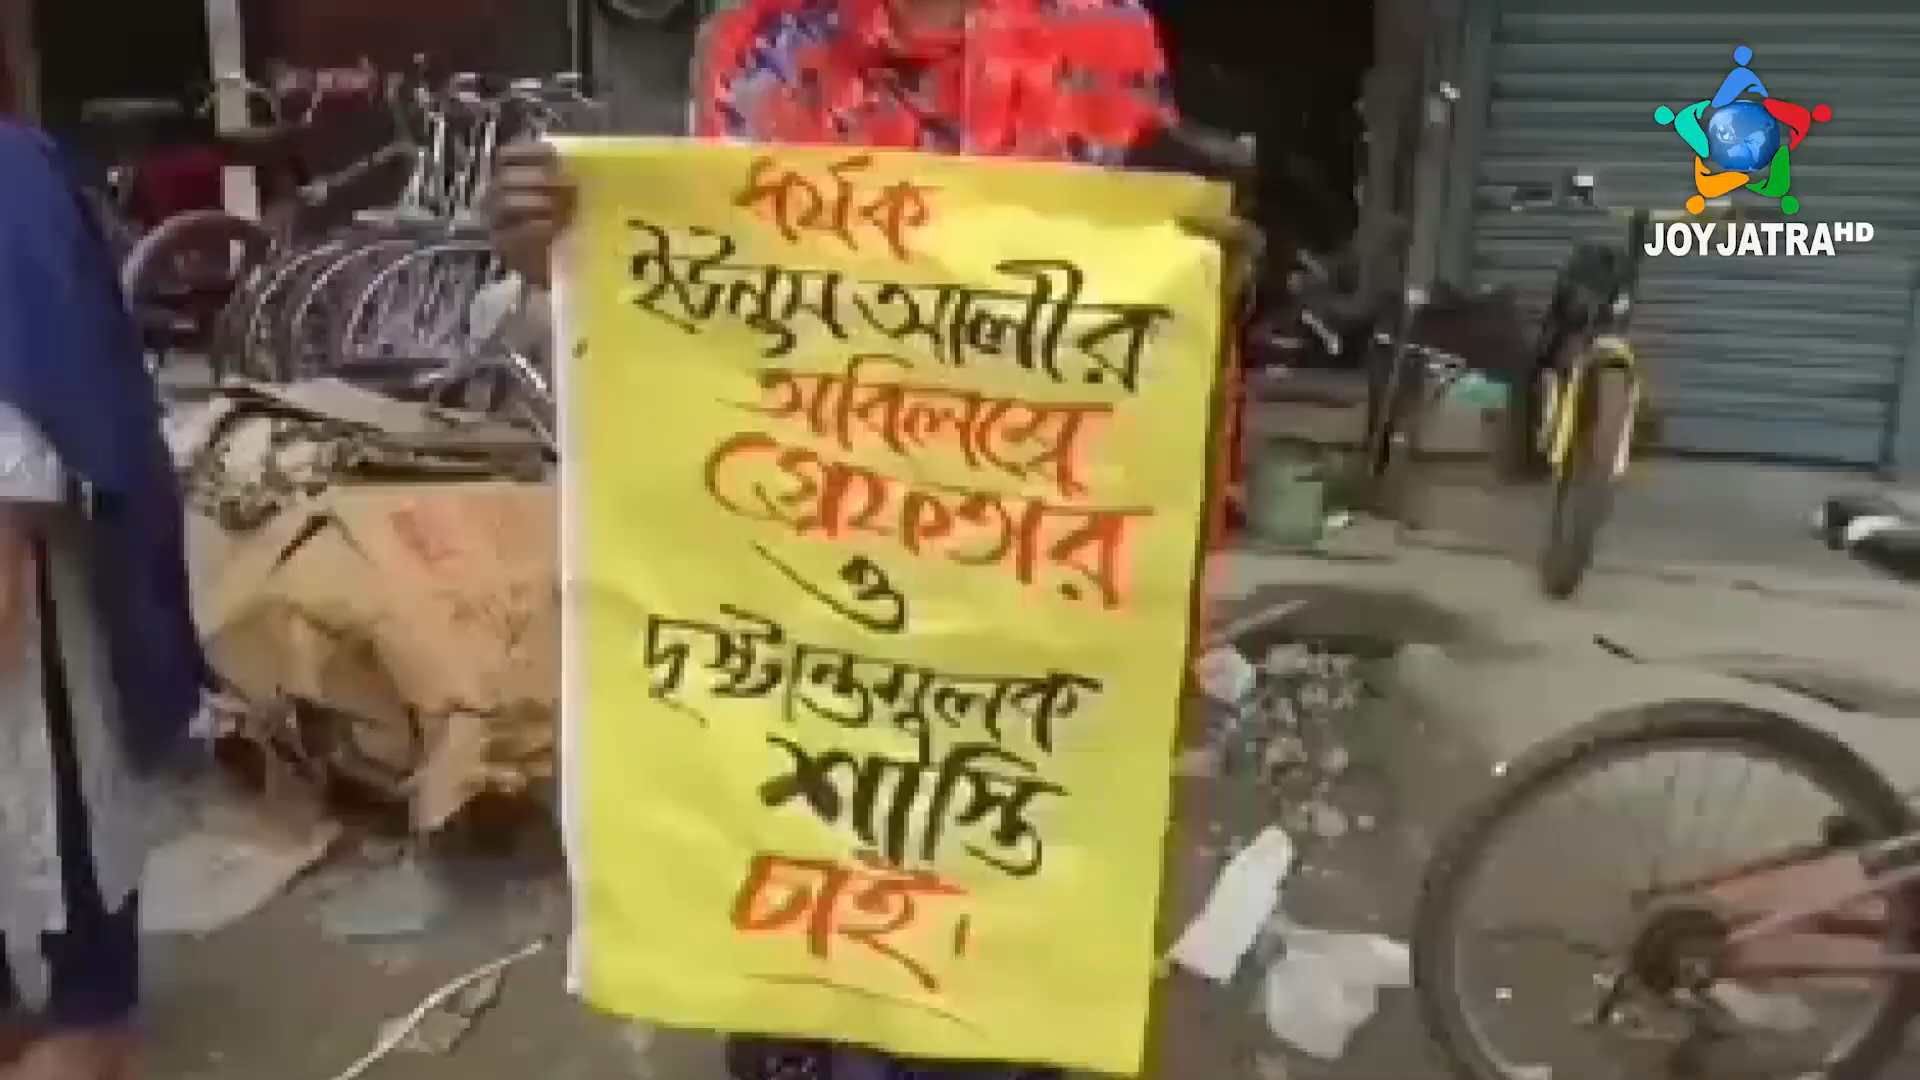 ধর্ষক
ইউনুস আলীর
অবিলম্বে
গ্রেফতার
ও
দৃষ্টান্তমূলক
শাস্তি
চাই।
JOYJATRA HD